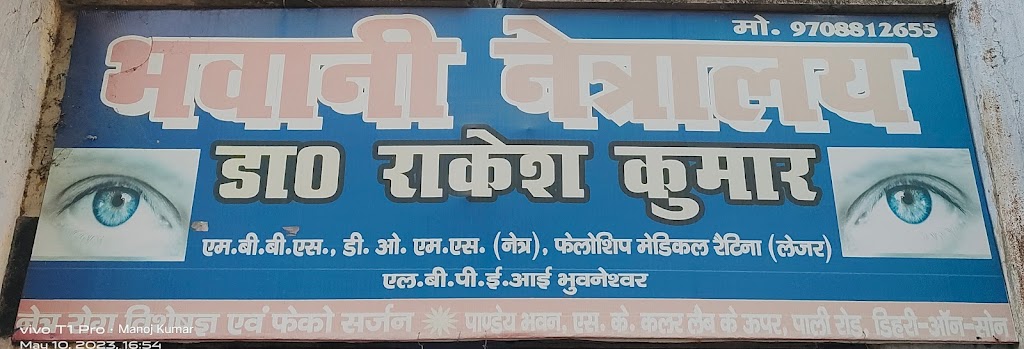 मो. 9708812655
भवानी नेत्रालय
डा० राकेश कुमार
एम.बी.बी.एस., डी. ओ. एम.एस. (नेत्र), फेलोशिप मेडिकल रैटिना (लेजर)
एल.बी.पी.ई.आई भुवनेश्वर
नेत्र रोग विशेषज्ञ एवं फेको सर्जन ✹ पाण्डेय भवन, एस. के. कलर लैब के ऊपर, पाली रोड, डिहरी-ऑन-सोन
vivo T1 Pro · Manoj Kumar
May 10, 2023, 16:54